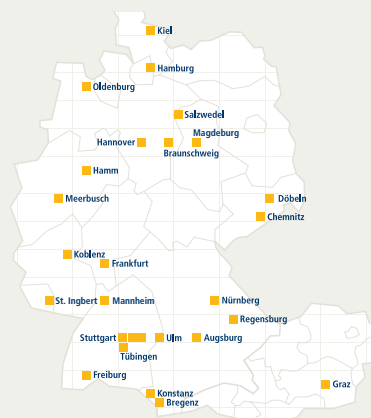 Kiel
Hamburg
Oldenburg
Salzwedel
Magdeburg
Hannover
Braunschweig
Hamm
Meerbusch
Döbeln
Chemnitz
Koblenz
Frankfurt
St. Ingbert
Mannheim
Nürnberg
Regensburg
Stuttgart
Ulm
Augsburg
Tübingen
Freiburg
Graz
Konstanz
Bregenz